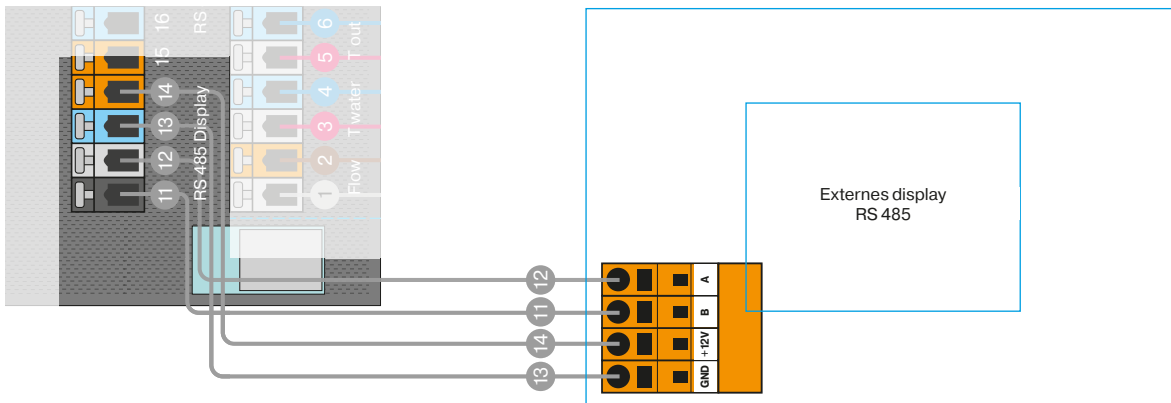 16
15
14
13
12
11
RS
RS 485 Display
6
5
4
3
2
1
T out
T water
Flow
12
11
14
13
A
B
+12V
GND
Externes display
RS 485